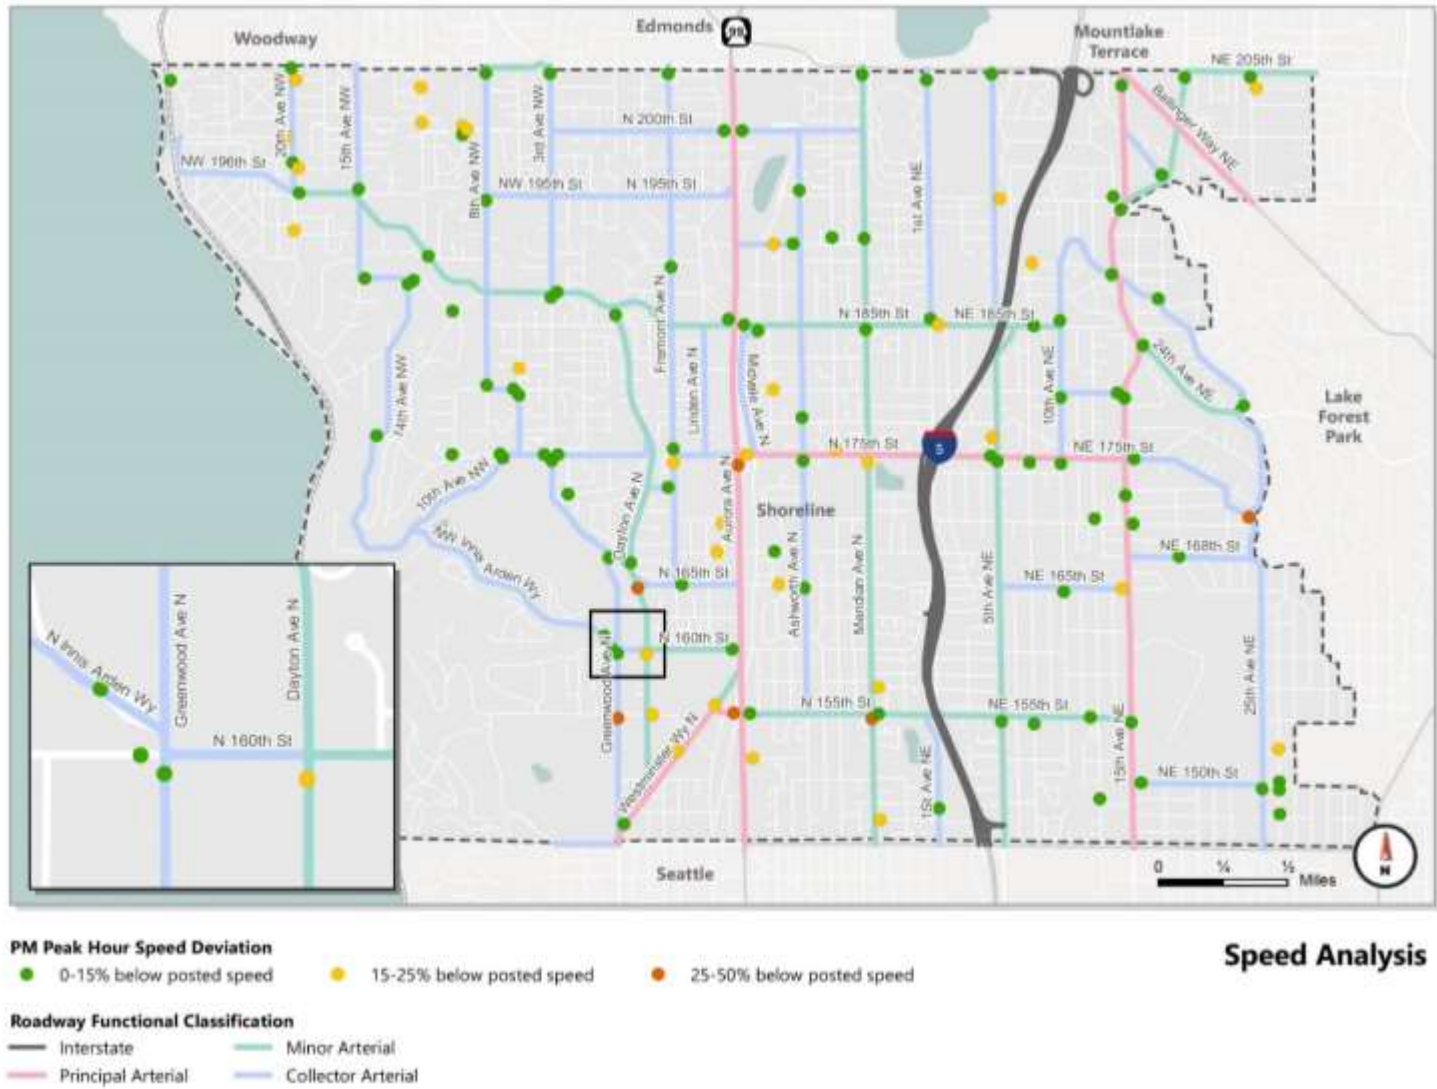 Woodway
Edmonds
99
Mountlake
Terrace
NE 205th St
20th Ave NW
15th Ave NW
3rd Ave NW
8th Ave NW
N 200th St
Ballinger Way NE
NW 196th St
NW 195th St
N 195th St
1st Ave NE
Fremont Ave N
Linden Ave N
N 185th St
NE 185th St
10th Ave NE
24th Ave NE
14th Ave NW
Midvale Ave N
Lake
Forest
Park
N 175th St
5
NE 175th St
10th Ave NW
Dayton Ave N
Aurora Ave N
Shoreline
NW Innis Arden Wy
N 165th St
Ashworth Ave N
Meridian Ave N
5th Ave NE
NE 168th St
NE 165th St
N 160th St
Greenwood Ave N
25th Ave NE
N 155th St
NE 155th St
15th Ave NE
Westminster Wy N
1St Ave NE
NE 150th St
N Innis Arden Wy
Greenwood Ave N
Dayton Ave N
N 160th St
Seattle
0 ¼ ½
Miles
N
PM Peak Hour Speed Deviation
0-15% below posted speed
15-25% below posted speed
25-50% below posted speed
Speed Analysis
Roadway Functional Classification
Interstate
Minor Arterial
Principal Arterial
Collector Arterial